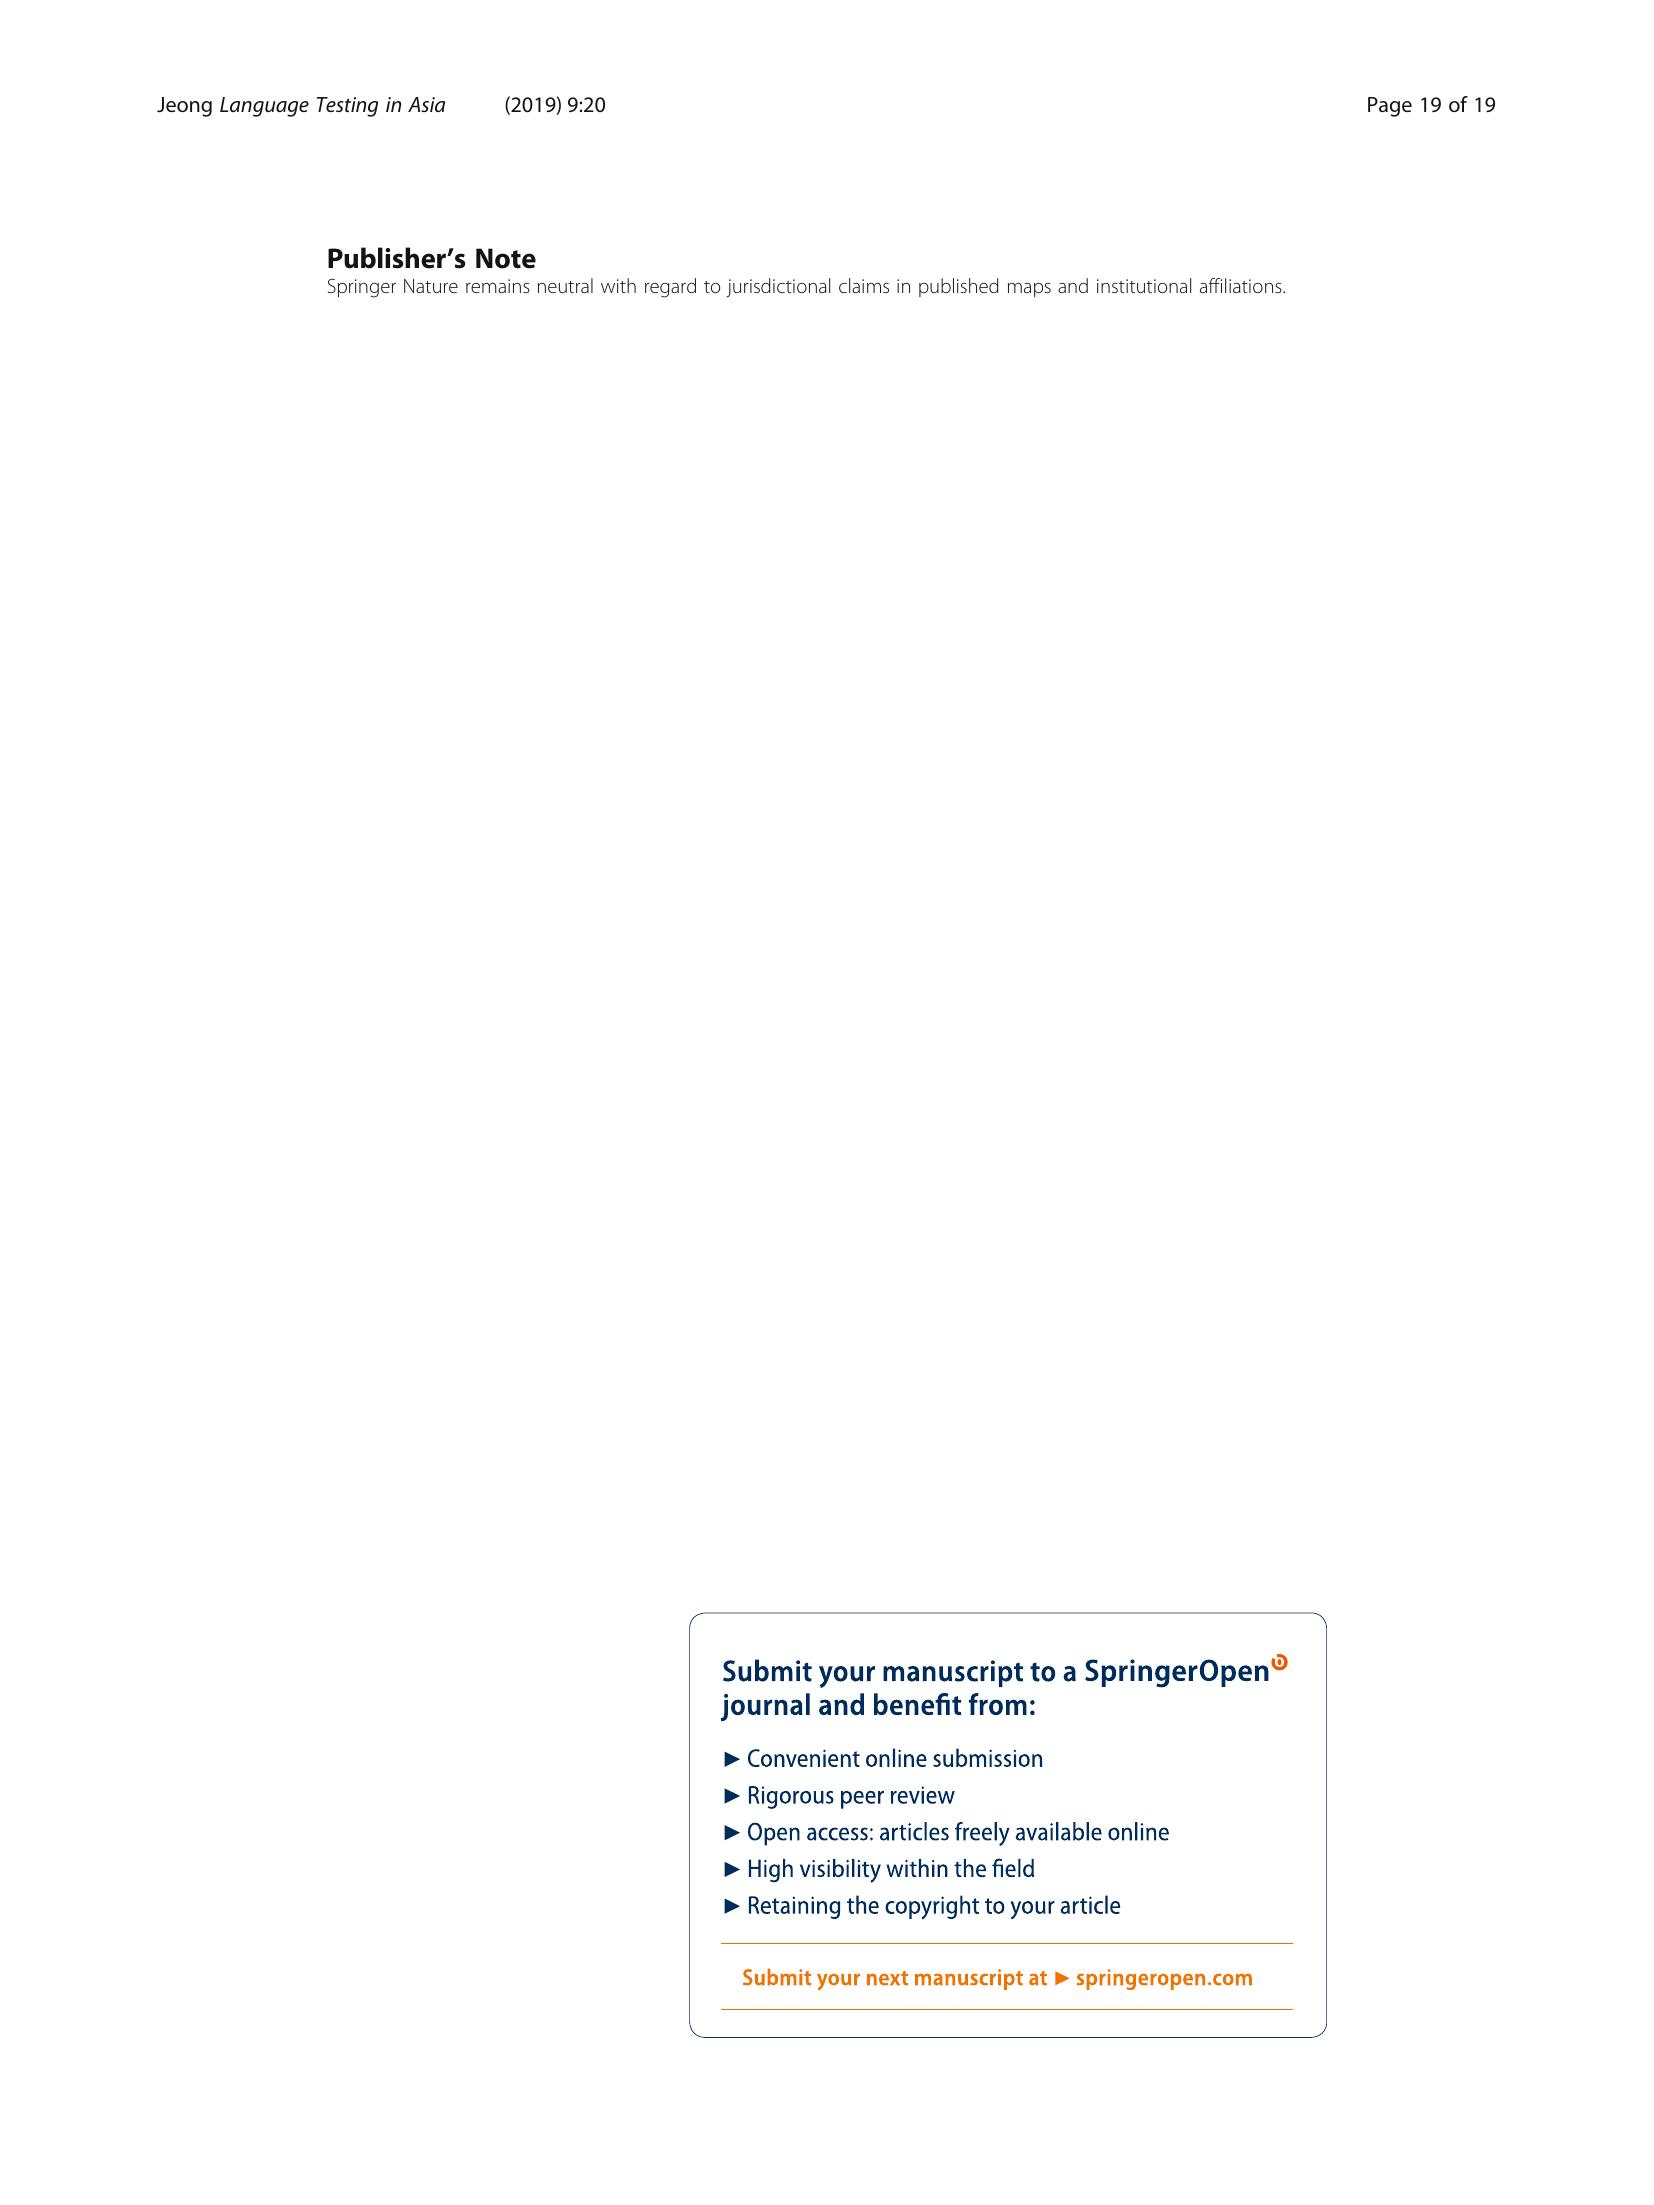 Jeong Language Testing in Asia (2019) 9:20 Page 19 of 19
Publisher’s Note
Springer Nature remains neutral with regard to jurisdictional claims in published maps and institutional affiliations.
Submit your manuscript to a SpringerOpen
journal and benefit from:
► Convenient online submission
► Rigorous peer review
► Open access: articles freely available online
► High visibility within the field
► Retaining the copyright to your article
Submit your next manuscript at ► springeropen.com